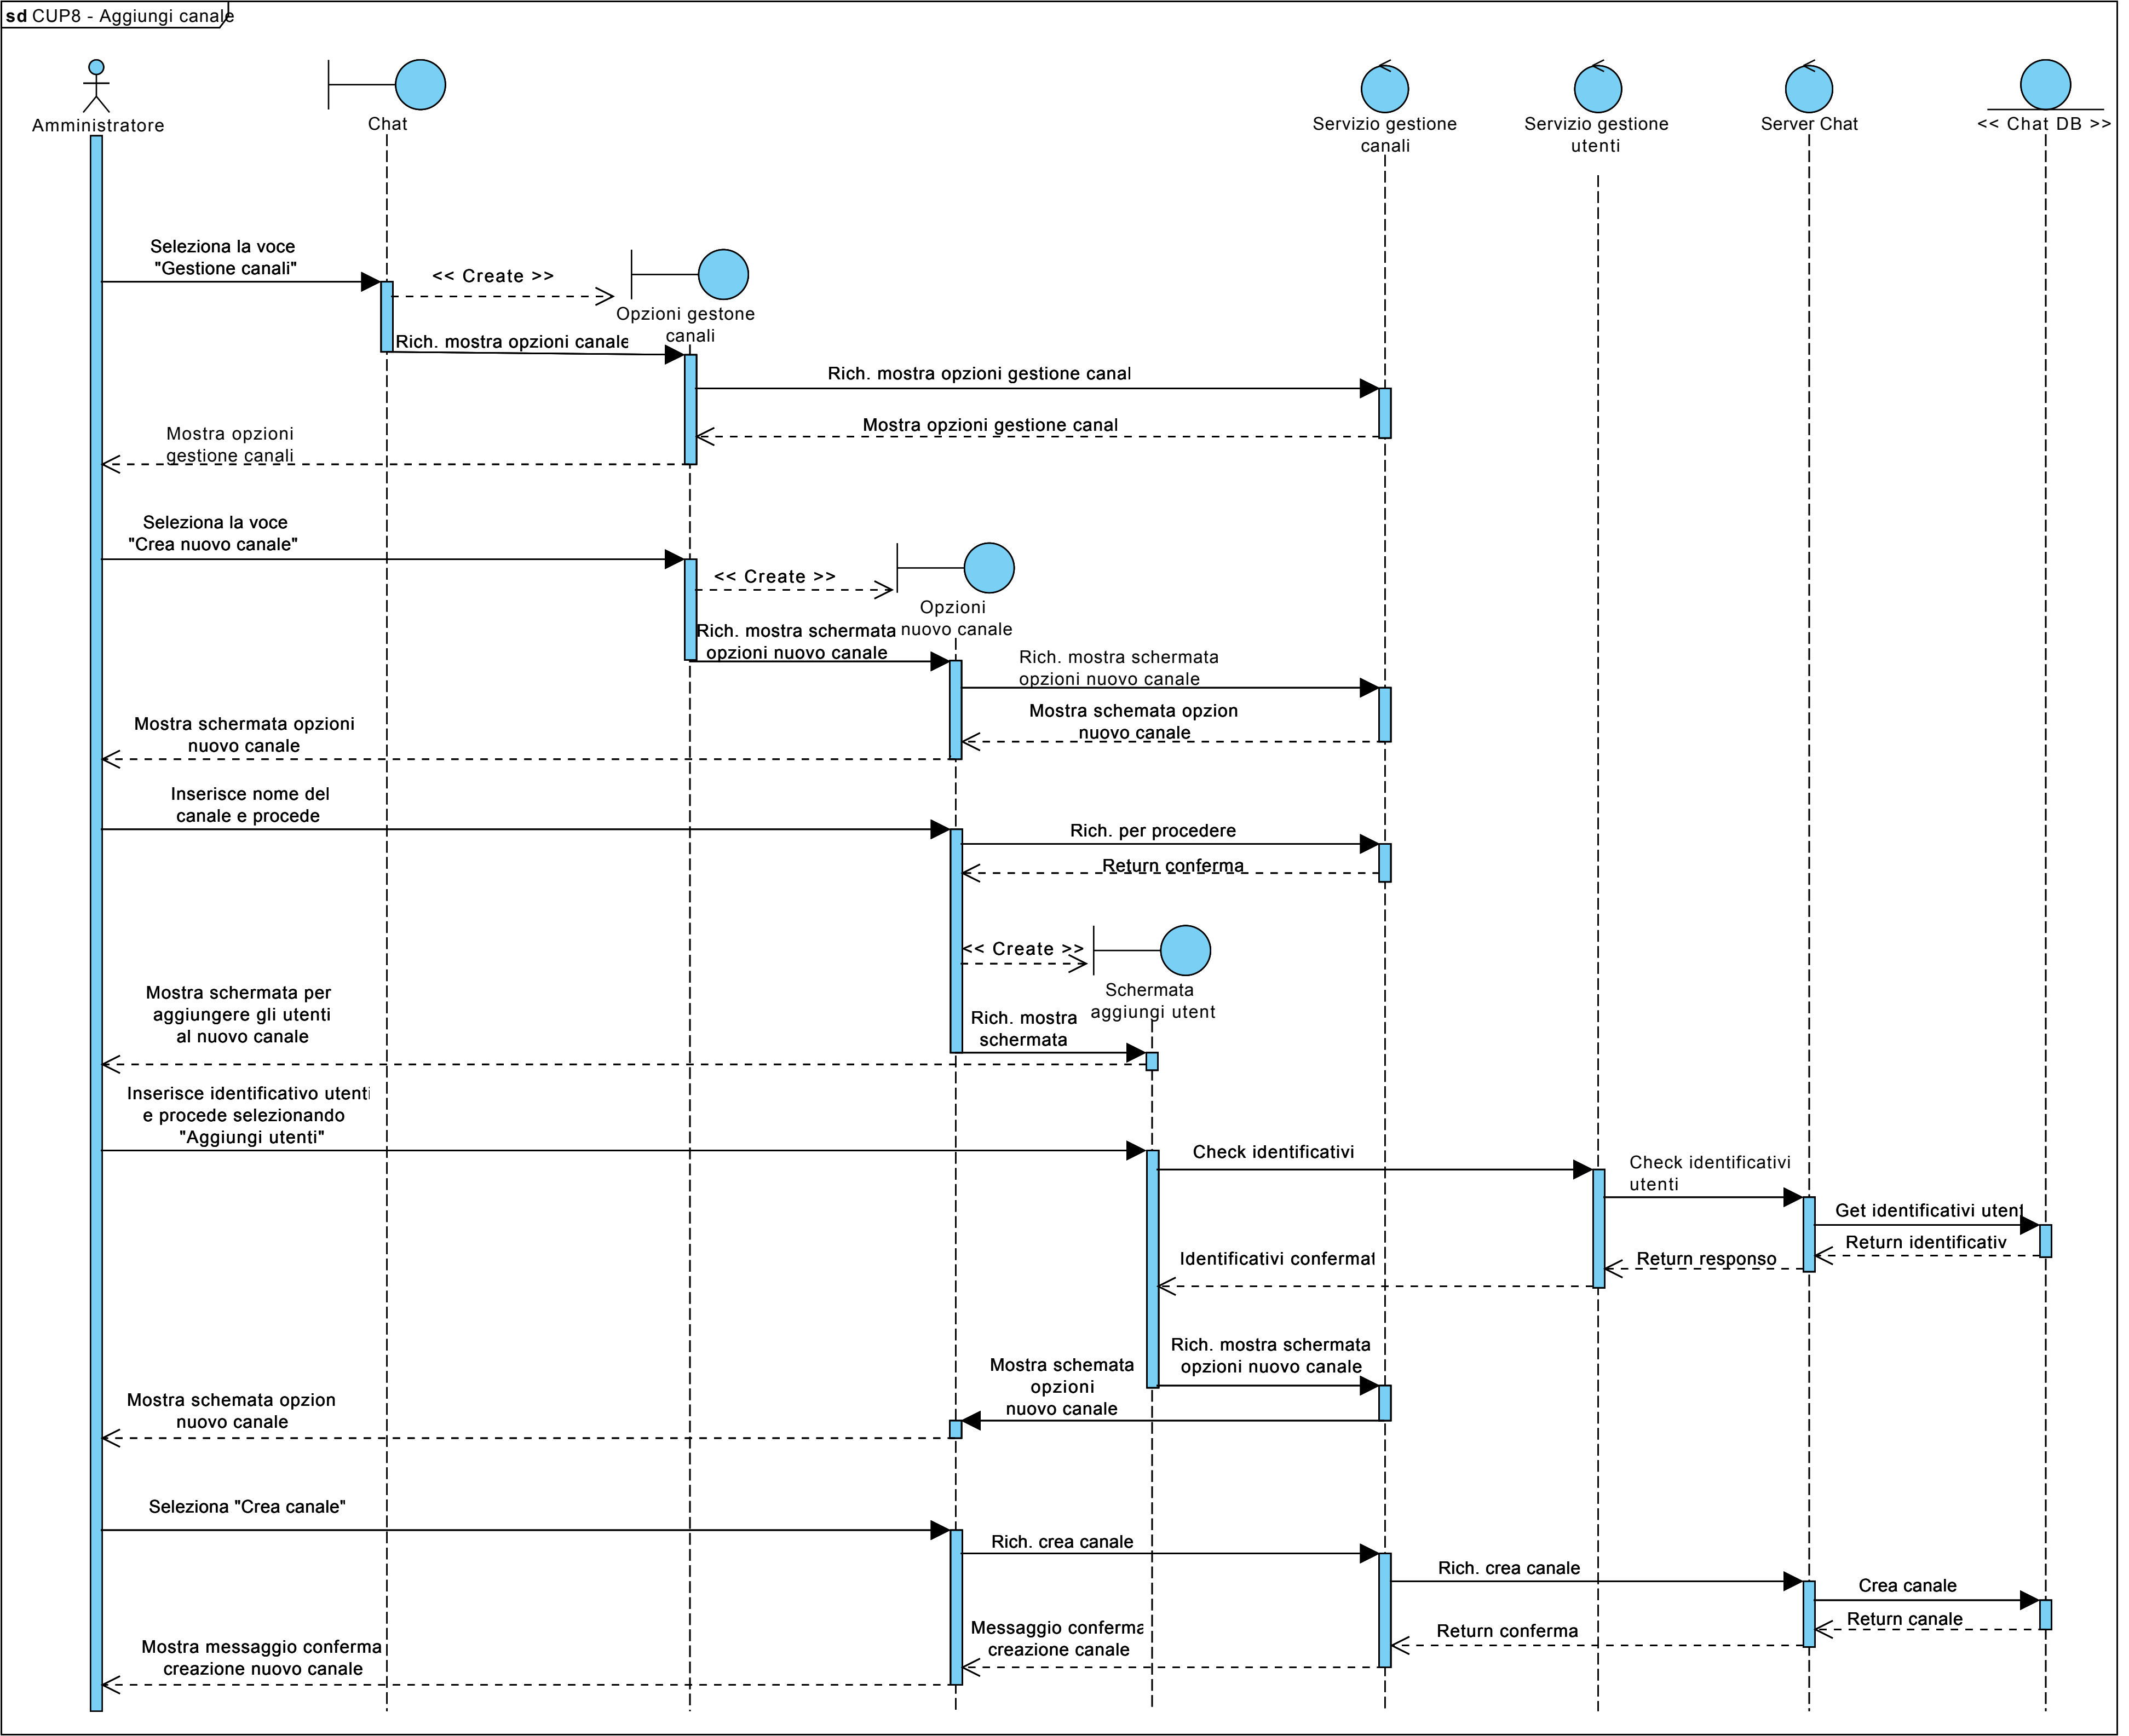 sd CUP8 - Aggiungi canale
Amministratore
Chat
Servizio gestione
canali
Servizio gestione
utenti
Server Chat
<< Chat DB >>
Seleziona la voce
"Gestione canali"
<< Create >>
Opzioni gestone
canali
Rich. mostra opzioni canale
Rich. mostra opzioni gestione canal
Mostra opzioni gestione canal
Mostra opzioni
gestione canali
Seleziona la voce
"Crea nuovo canale"
<< Create >>
Opzioni
nuovo canale
Rich. mostra schermata
opzioni nuovo canale
Rich. mostra schermata
opzioni nuovo canale
Mostra schemata opzion
nuovo canale
Mostra schermata opzioni
nuovo canale
Inserisce nome del
canale e procede
Rich. per procedere
Return conferma
<< Create >>
Schermata
aggiungi utent
Mostra schermata per
aggiungere gli utenti
al nuovo canale
Rich. mostra
schermata
Inserisce identificativo utenti
e procede selezionando
"Aggiungi utenti"
Check identificativi
Check identificativi
utenti
Get identificativi utent
Return identificativ
Return responso
Identificativi confermat
Rich. mostra schermata
opzioni nuovo canale
Mostra schemata
opzioni
nuovo canale
Mostra schemata opzion
nuovo canale
Seleziona "Crea canale"
Rich. crea canale
Rich. crea canale
Crea canale
Return canale
Return conferma
Messaggio conferma
creazione canale
Mostra messaggio conferma
creazione nuovo canale